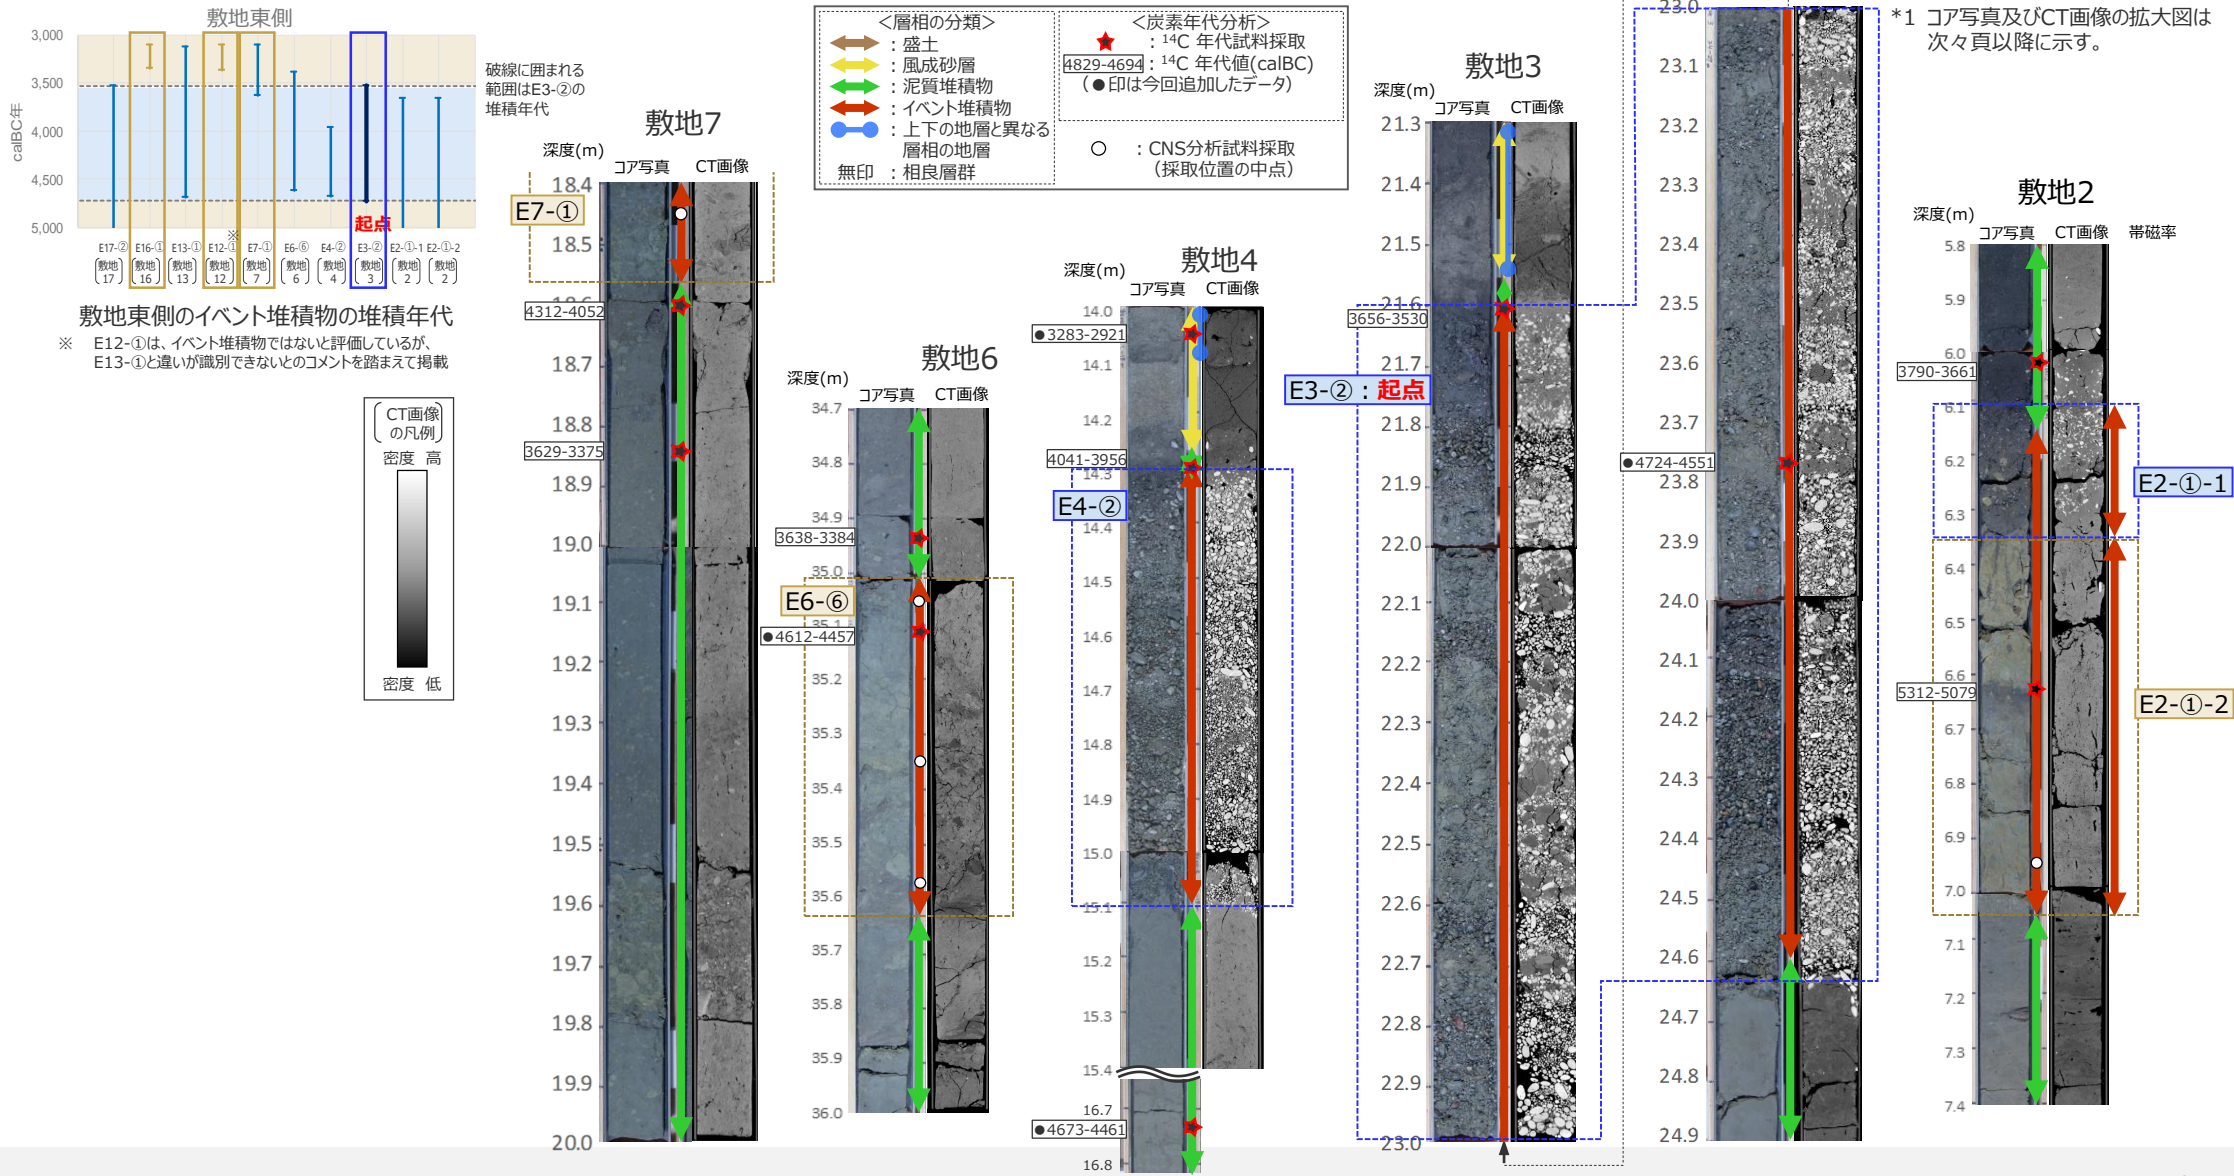 敷地東側
3,000
3,500
4,000
4,500
5,000
calBC年
破線に囲まれる
範囲はE3-②の
堆積年代
起点
※
E17-② E16-① E13-① E12-① E7-① E6-⑥ E4-② E3-② E2-①-1 E2-①-2
敷地 敷地 敷地 敷地 敷地 敷地 敷地 敷地 敷地 敷地
17 16 13 12 7 6 4 3 2 2
敷地東側のイベント堆積物の堆積年代
※ E12-①は、イベント堆積物ではないと評価しているが、
E13-①と違いが識別できないとのコメントを踏まえて掲載
CT画像
の凡例
密度 高
密度 低
<層相の分類>
:盛土
:風成砂層
:泥質堆積物
:イベント堆積物
:上下の地層と異なる
層相の地層
無印 :相良層群
<炭素年代分析>
:¹⁴C 年代試料採取
4829-4694 :¹⁴C 年代値(calBC)
(●印は今回追加したデータ)
:CNS分析試料採取
(採取位置の中点)
*1 コア写真及びCT画像の拡大図は
次々頁以降に示す。
敷地7
深度(m)
コア写真 CT画像
18.4
E7-①
18.5
18.6
4312-4052
18.7
18.8
3629-3375
18.9
19.0
19.1
19.2
19.3
19.4
19.5
19.6
19.7
19.8
19.9
20.0
敷地6
深度(m)
コア写真 CT画像
34.7
34.8
34.9
3638-3384
35.0
E6-⑥
35.1
●4612-4457
35.2
35.3
35.4
35.5
35.6
35.7
35.8
35.9
36.0
敷地4
深度(m)
コア写真 CT画像
14.0
●3283-2921
14.1
14.2
4041-3956
14.3
E4-②
14.4
14.5
14.6
14.7
14.8
14.9
15.0
15.1
15.2
15.3
15.4
16.7
●4673-4461
16.8
敷地3
深度(m)
コア写真 CT画像
21.3
21.4
21.5
21.6
3656-3530
21.7
E3-②:起点
21.8
21.9
22.0
22.1
22.2
22.3
22.4
22.5
22.6
22.7
22.8
22.9
23.0
23.0
23.1
23.2
23.3
23.4
23.5
23.6
23.7
●4724-4551
23.8
23.9
24.0
24.1
24.2
24.3
24.4
24.5
24.6
24.7
24.8
24.9
敷地2
深度(m)
コア写真 CT画像 帯磁率
5.8
5.9
6.0
3790-3661
6.1
6.2
E2-①-1
6.3
6.4
6.5
6.6
5312-5079
E2-①-2
6.7
6.8
6.9
7.0
7.1
7.2
7.3
7.4